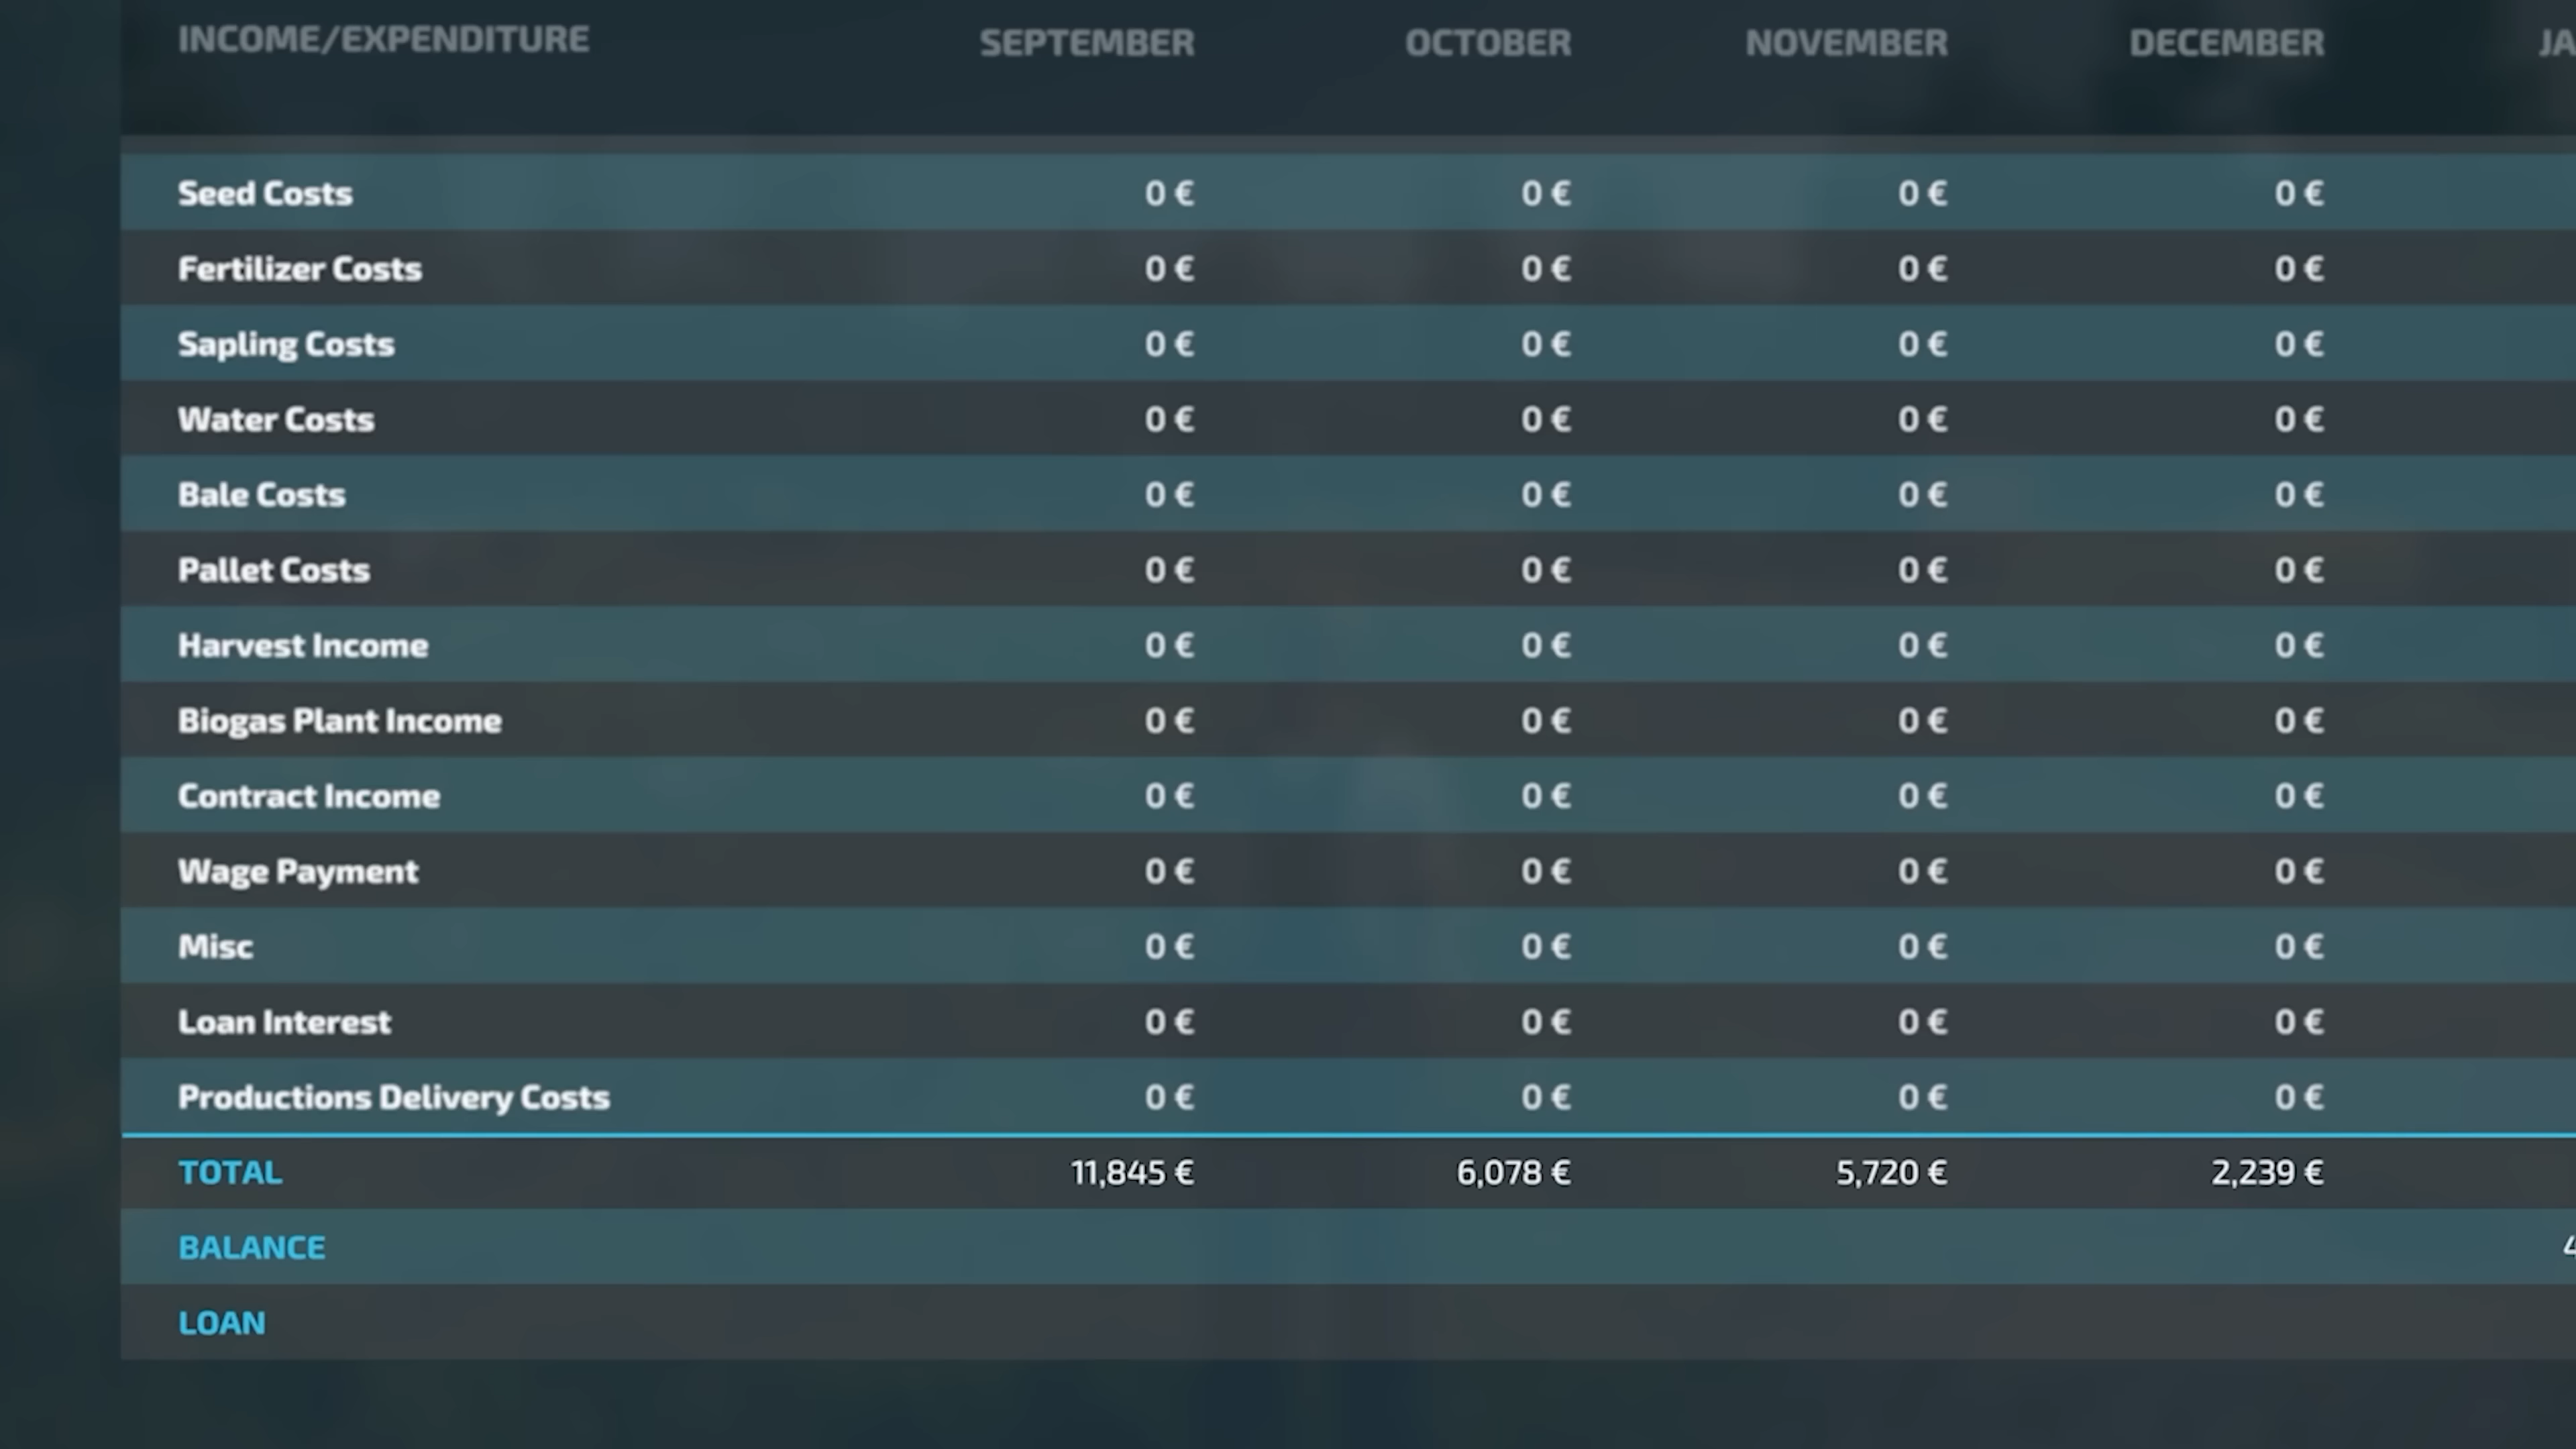 INCOME/EXPENDITURE SEPTEMBER OCTOBER NOVEMBER DECEMBER JA
Seed Costs 0 € 0 € 0 € 0 €
Fertilizer Costs 0 € 0 € 0 € 0 €
Sapling Costs 0 € 0 € 0 € 0 €
Water Costs 0 € 0 € 0 € 0 €
Bale Costs 0 € 0 € 0 € 0 €
Pallet Costs 0 € 0 € 0 € 0 €
Harvest Income 0 € 0 € 0 € 0 €
Biogas Plant Income 0 € 0 € 0 € 0 €
Contract Income 0 € 0 € 0 € 0 €
Wage Payment 0 € 0 € 0 € 0 €
Misc 0 € 0 € 0 € 0 €
Loan Interest 0 € 0 € 0 € 0 €
Productions Delivery Costs 0 € 0 € 0 € 0 €
TOTAL 11,845 € 6,078 € 5,720 € 2,239 €
BALANCE 4
LOAN